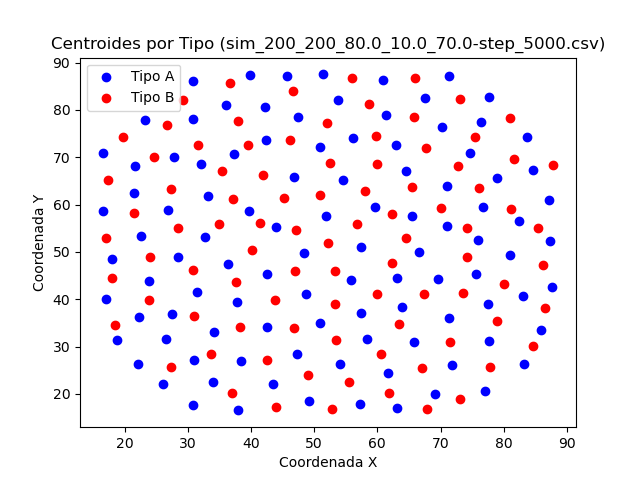 Centroides por Tipo (sim_200_200_80.0_10.0_70.0-step_5000.csv)
Tipo A
Tipo B
Coordenada Y
90
80
70
60
50
40
30
20
20 30 40 50 60 70 80 90
Coordenada X